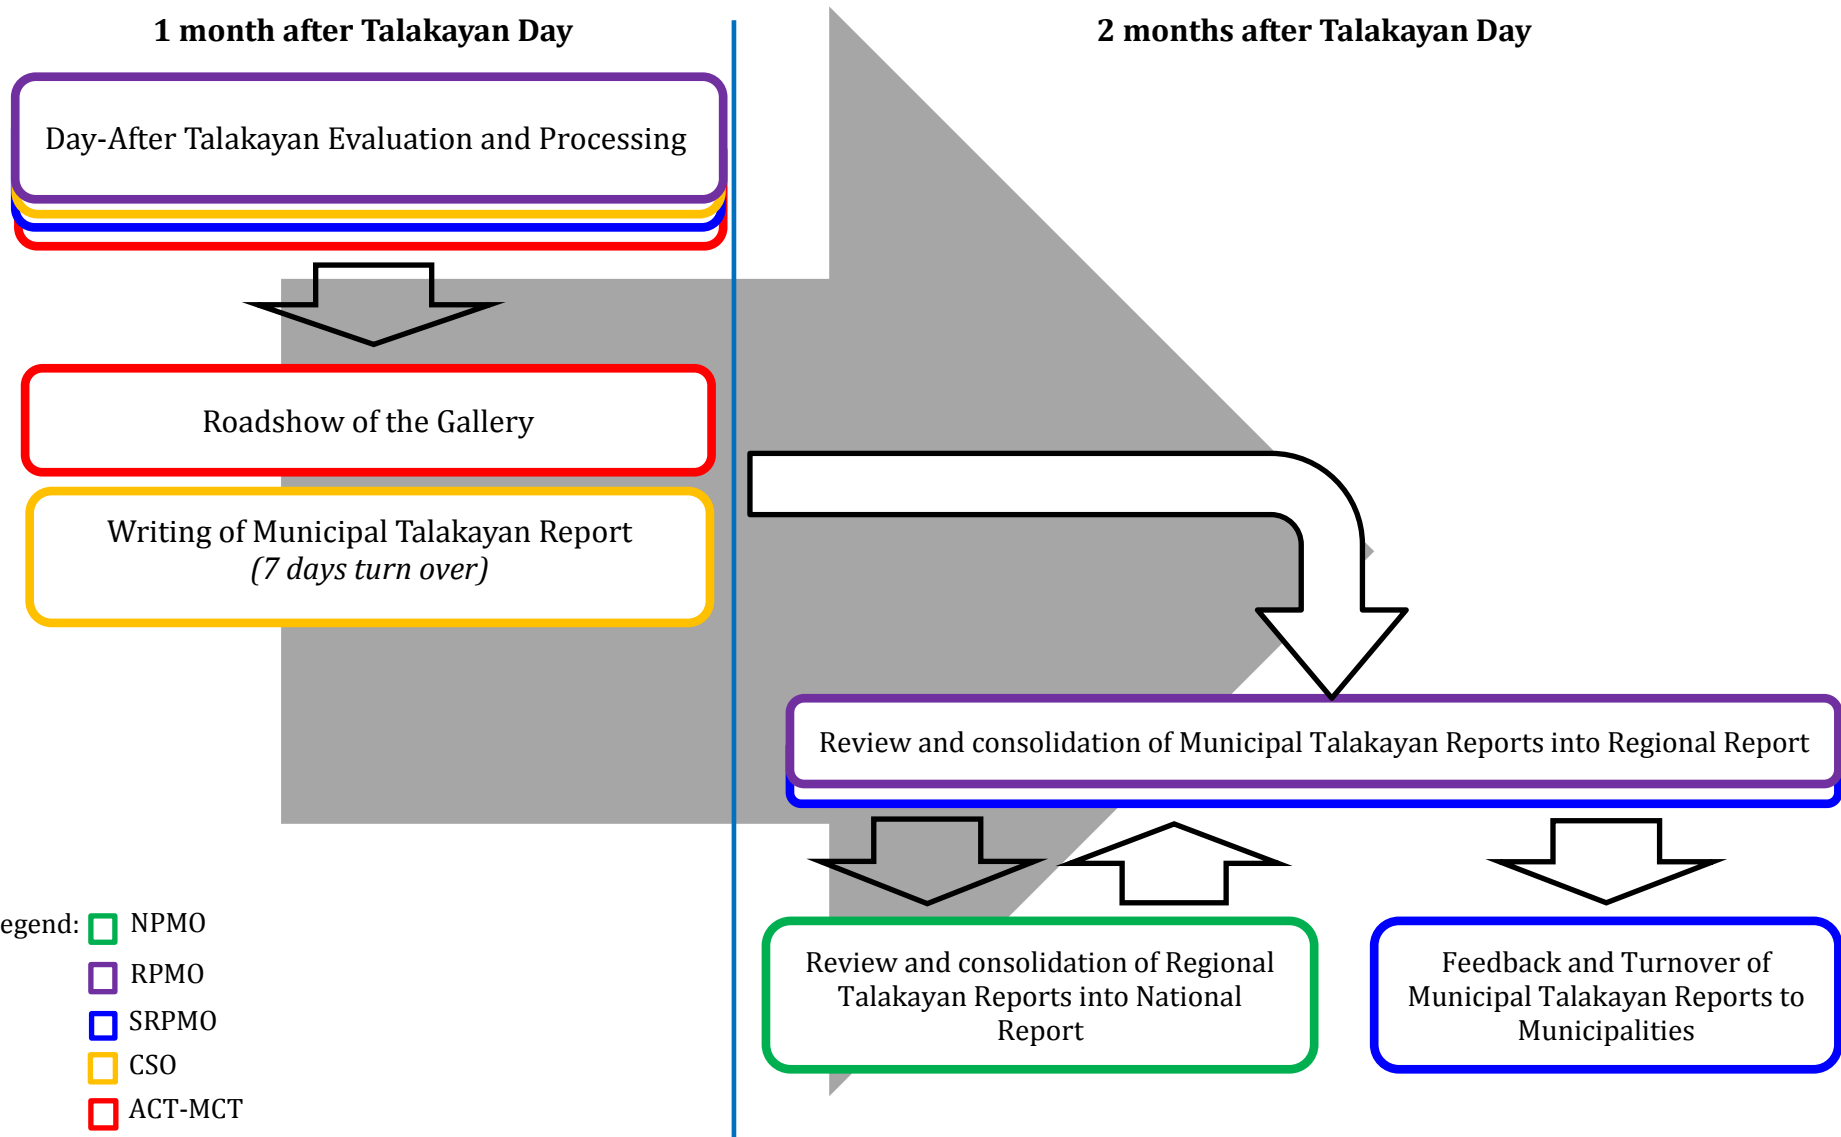 1 month after Talakayan Day
2 months after Talakayan Day
Day-After Talakayan Evaluation and Processing
Roadshow of the Gallery
Writing of Municipal Talakayan Report
(7 days turn over)
Review and consolidation of Municipal Talakayan Reports into Regional Report
Review and consolidation of Regional
Talakayan Reports into National
Report
Feedback and Turnover of
Municipal Talakayan Reports to
Municipalities
egend:
NPMO
RPMO
SRPMO
CSO
ACT-MCT